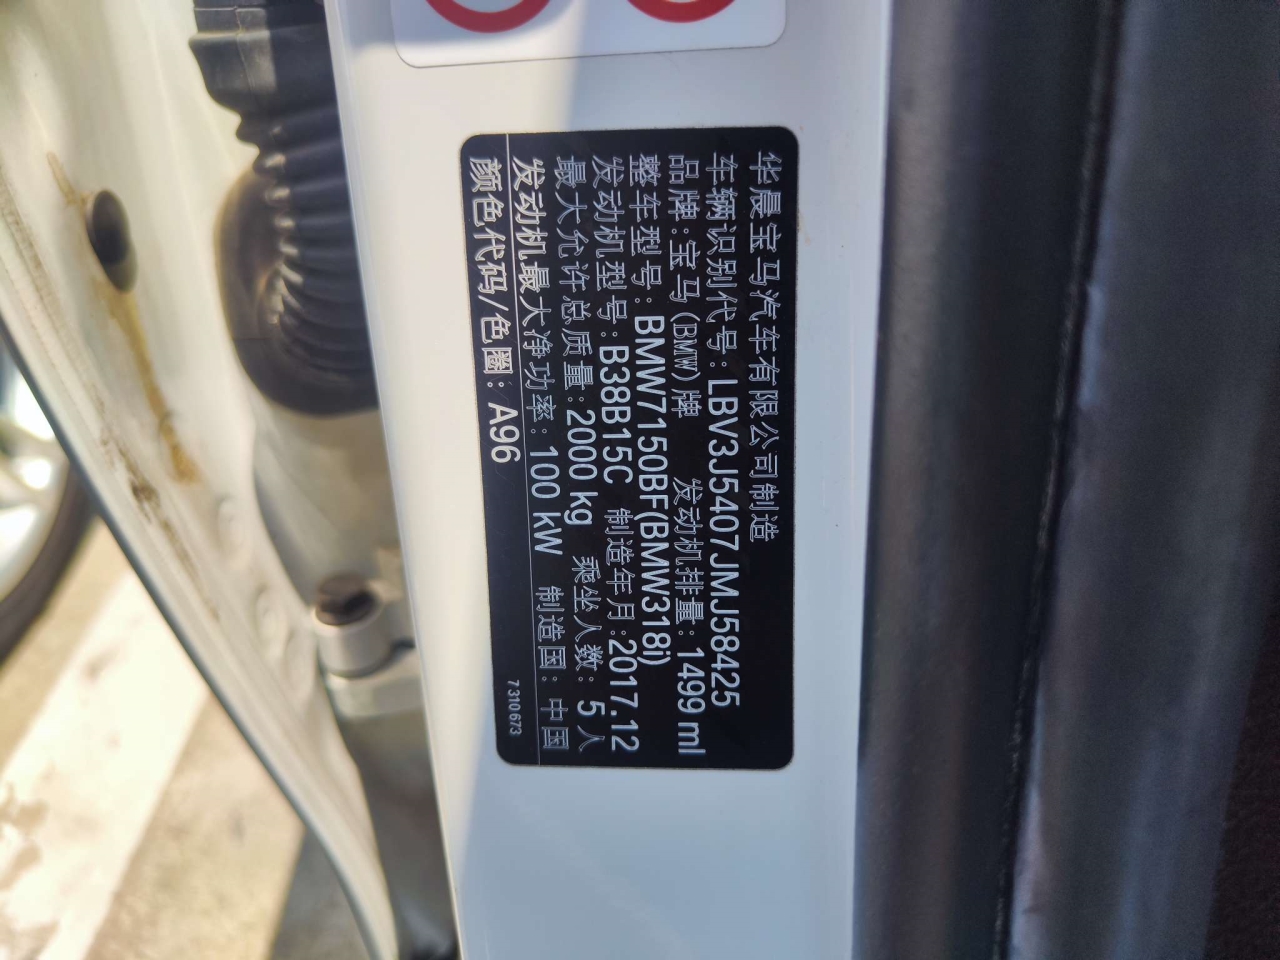 华晨宝马汽车有限公司制造
车辆识别代号：LBV3J5407JMJ58425
品牌：宝马(BMW)牌 发动机排量：1499 ml
整车型号：BMW7150BF(BMW318i)
发动机型号：B38B15C 制造年月：2017.12
最大允许总质量：2000 kg 乘坐人数：5人
发动机最大净功率：100 kW 制造国：中国
颜色代码/色圈：A96
7 310 673